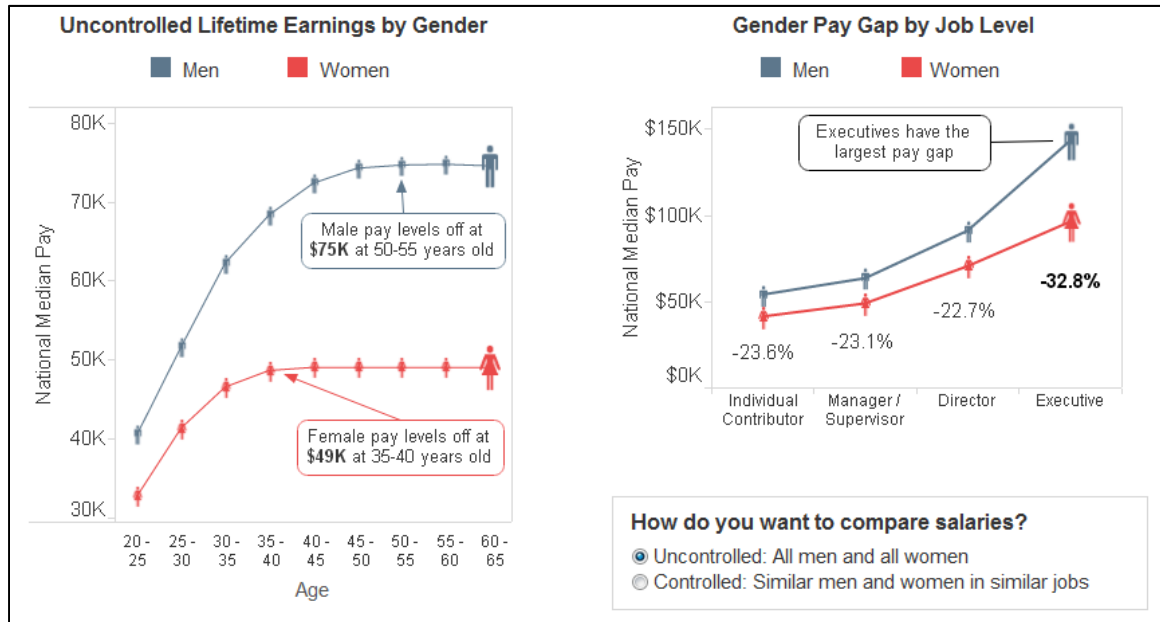 Uncontrolled Lifetime Earnings by Gender
Men
Women
National Median Pay
80K
70K
60K
50K
40K
30K
Male pay levels off at
$75K at 50-55 years old
Female pay levels off at
$49K at 35-40 years old
20 -
25
25 -
30
30 -
35
35 -
40
40 -
45
45 -
50
50 -
55
55 -
60
60 -
65
Age
Gender Pay Gap by Job Level
Men
Women
National Median Pay
$150K
$100K
$50K
$0K
Executives have the
largest pay gap
-23.6%
-23.1%
-22.7%
-32.8%
Individual
Contributor
Manager /
Supervisor
Director
Executive
How do you want to compare salaries?
Uncontrolled: All men and all women
Controlled: Similar men and women in similar jobs